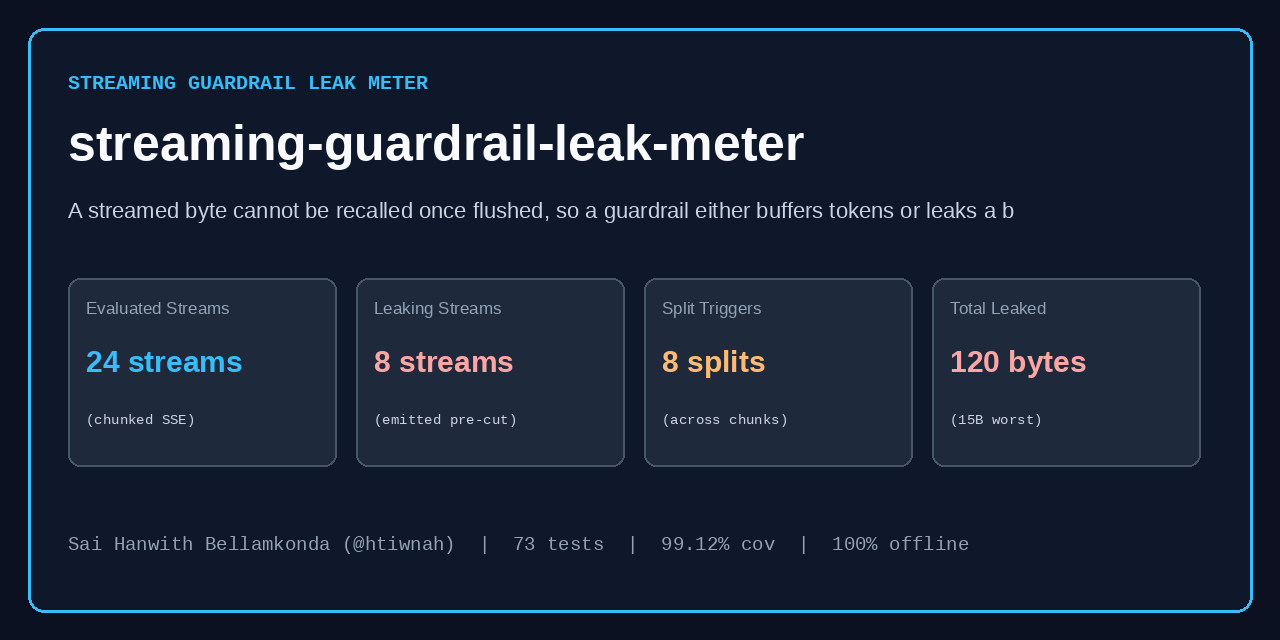 STREAMING GUARDRAIL LEAK METER
streaming-guardrail-leak-meter
A streamed byte cannot be recalled once flushed, so a guardrail either buffers tokens or leaks a b
Evaluated Streams
24 streams
(chunked SSE)
Leaking Streams
8 streams
(emitted pre-cut)
Split Triggers
8 splits
(across chunks)
Total Leaked
120 bytes
(15B worst)
Sai Hanwith Bellamkonda (@htiwnah) | 73 tests | 99.12% cov | 100% offline